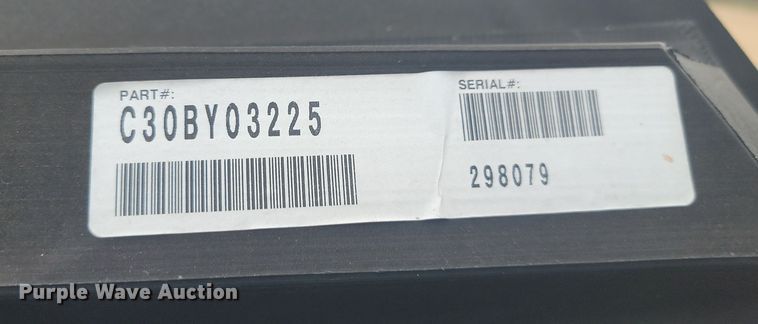 PART#:
C30BY03225
SERIAL#:
298079
Purple Wave Auction